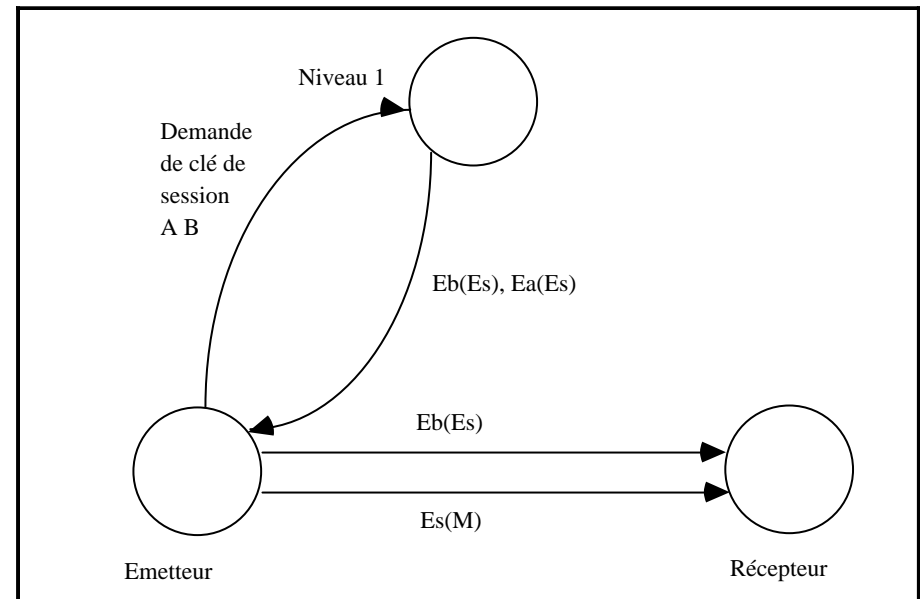 Niveau 1
Demande
de clé de
session
A B
Eb(Es), Ea(Es)
Eb(Es)
Es(M)
Emetteur
Récepteur